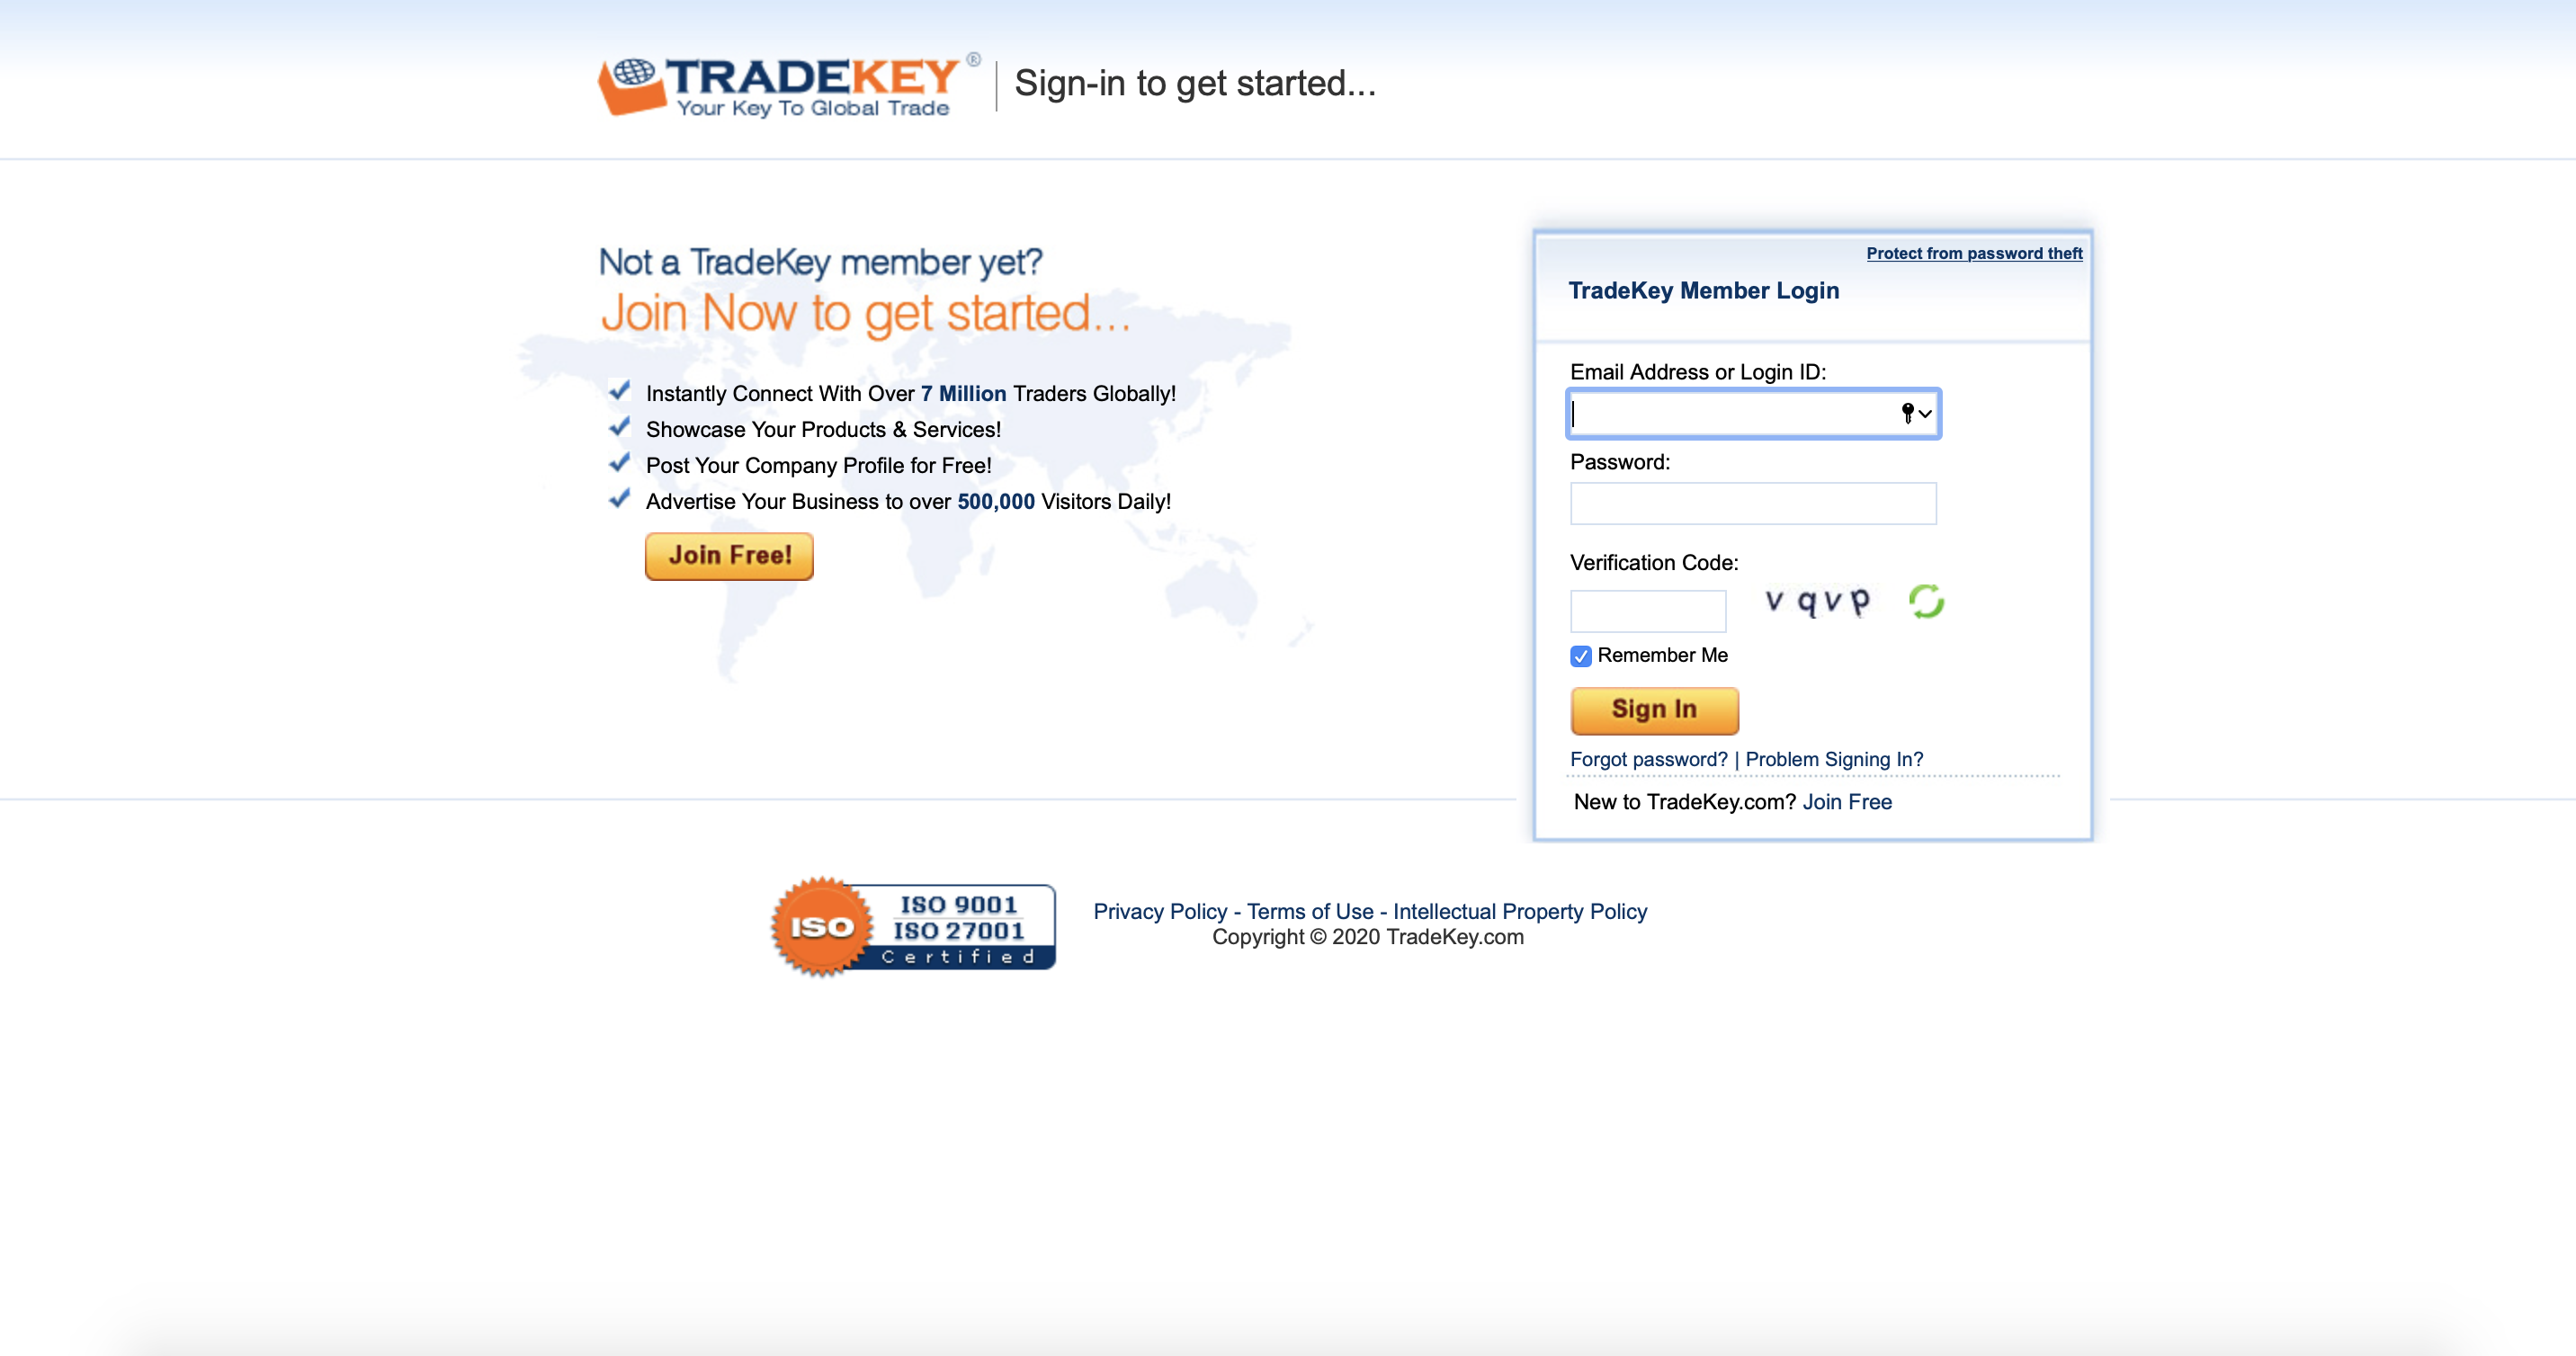 TRADEKEY ®
Your Key To Global Trade
Sign-in to get started...
Not a TradeKey member yet?
Join Now to get started...
Instantly Connect With Over 7 Million Traders Globally!
Showcase Your Products & Services!
Post Your Company Profile for Free!
Advertise Your Business to over 500,000 Visitors Daily!
Join Free!
Protect from password theft
TradeKey Member Login
Email Address or Login ID:
Password:
Verification Code:
v q v p
Remember Me
Sign In
Forgot password? | Problem Signing In?
New to TradeKey.com? Join Free
ISO
ISO 9001
ISO 27001
Certified
Privacy Policy - Terms of Use - Intellectual Property Policy
Copyright © 2020 TradeKey.com